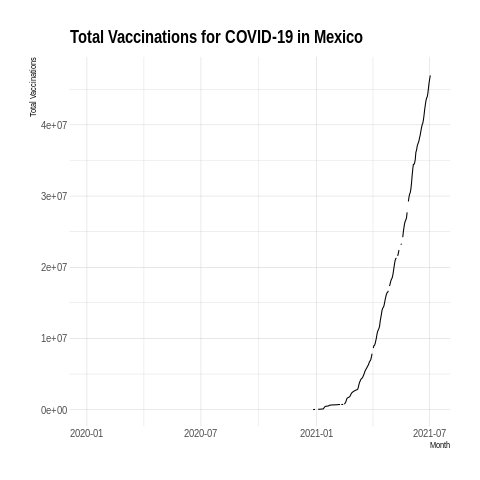 Total Vaccinations for COVID-19 in Mexico
Total Vaccinations
4e+07
3e+07
2e+07
1e+07
0e+00
2020-01 2020-07 2021-01 2021-07
Month